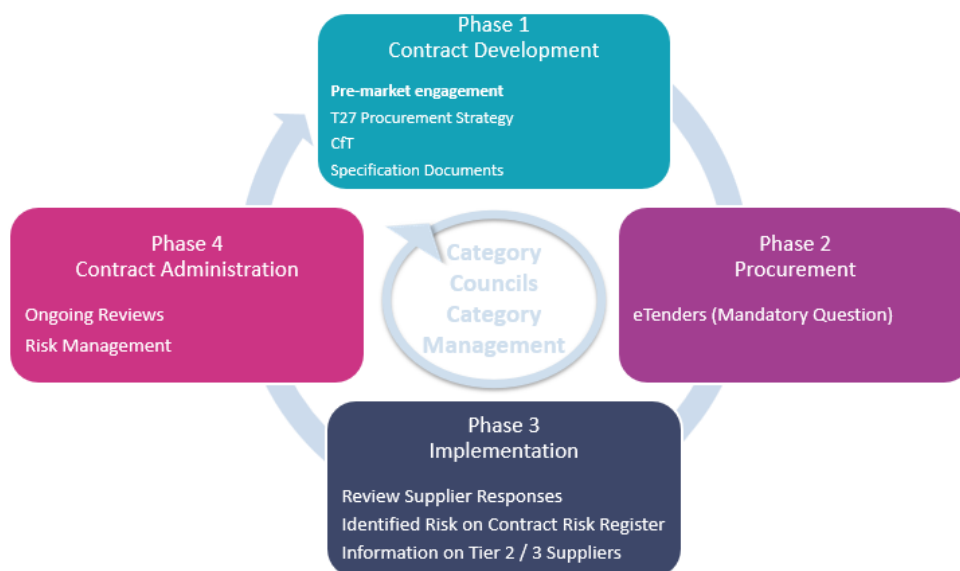 Phase 1
Contract Development
Pre-market engagement
T27 Procurement Strategy
CfT
Specification Documents
Phase 2
Procurement
eTenders (Mandatory Question)
Phase 3
Implementation
Review Supplier Responses
Identified Risk on Contract Risk Register
Information on Tier 2 / 3 Suppliers
Phase 4
Contract Administration
Ongoing Reviews
Risk Management
Category
Councils
Category
Management